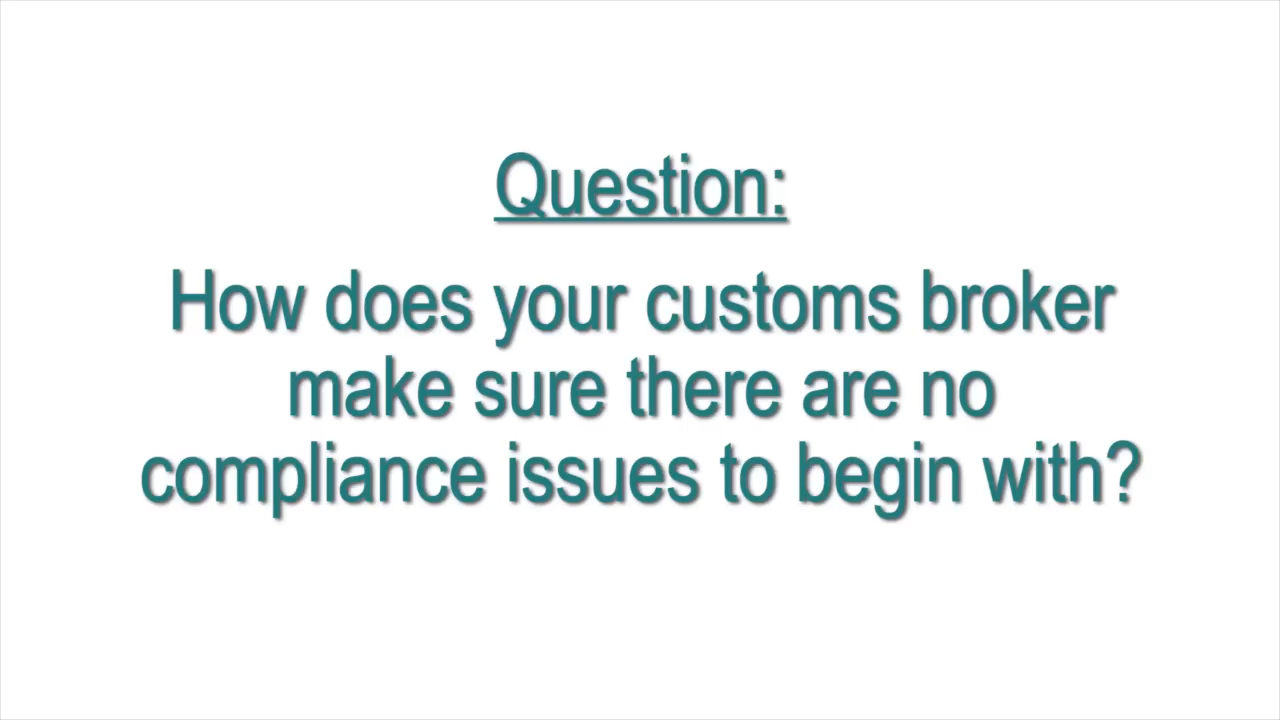 Question:
How does your customs broker
make sure there are no
compliance issues to begin with?